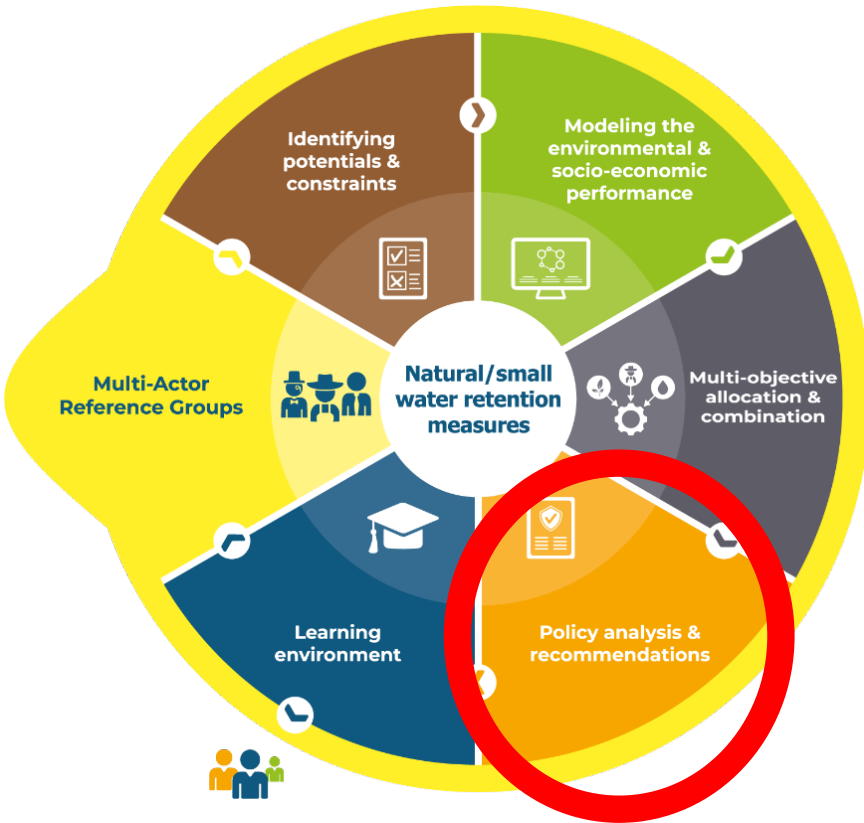 Identifying
potentials &
constraints
Modeling the
environmental &
socio-economic
performance
Multi-Actor
Reference Groups
Natural/small
water retention
measures
Multi-objective
allocation &
combination
Learning
environment
Policy analysis &
recommendations